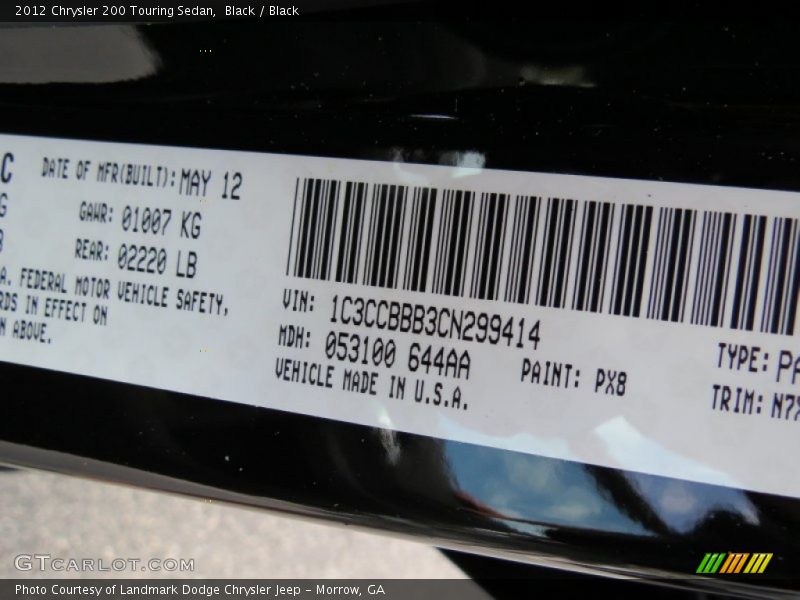 2012 Chrysler 200 Touring Sedan, Black / Black
C
DATE OF MFR(BUILT): MAY 12
G
GAWR: 01007 KG
REAR: 02220 LB
A. FEDERAL MOTOR VEHICLE SAFETY,
RDS IN EFFECT ON
N ABOVE.
VIN: 1C3CCBBB3CN299414
MDH: 053100 644AA
PAINT: PX8
VEHICLE MADE IN U.S.A.
TYPE: PA
TRIM: N7X
GTCARLOT.COM
Photo Courtesy of Landmark Dodge Chrysler Jeep – Morrow, GA